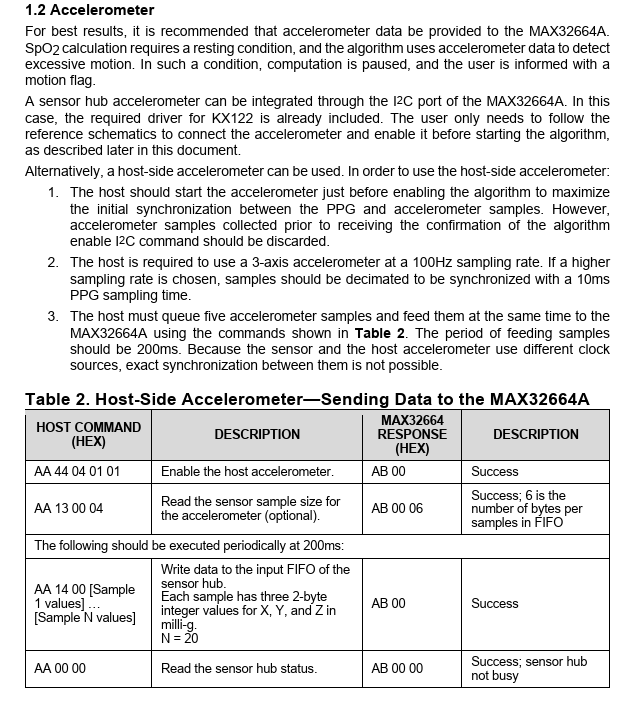 1.2 Accelerometer
For best results, it is recommended that accelerometer data be provided to the MAX32664A.
SpO2 calculation requires a resting condition, and the algorithm uses accelerometer data to detect
excessive motion. In such a condition, computation is paused, and the user is informed with a
motion flag.
A sensor hub accelerometer can be integrated through the I2C port of the MAX32664A. In this
case, the required driver for KX122 is already included. The user only needs to follow the
reference schematics to connect the accelerometer and enable it before starting the algorithm,
as described later in this document.
Alternatively, a host-side accelerometer can be used. In order to use the host-side accelerometer:
1. The host should start the accelerometer just before enabling the algorithm to maximize
the initial synchronization between the PPG and accelerometer samples. However,
accelerometer samples collected prior to receiving the confirmation of the algorithm
enable I2C command should be discarded.
2. The host is required to use a 3-axis accelerometer at a 100Hz sampling rate. If a higher
sampling rate is chosen, samples should be decimated to be synchronized with a 10ms
PPG sampling time.
3. The host must queue five accelerometer samples and feed them at the same time to the
MAX32664A using the commands shown in Table 2. The period of feeding samples
should be 200ms. Because the sensor and the host accelerometer use different clock
sources, exact synchronization between them is not possible.
Table 2. Host-Side Accelerometer—Sending Data to the MAX32664A
HOST COMMAND
(HEX)
DESCRIPTION
MAX32664
RESPONSE
(HEX)
DESCRIPTION
AA 44 04 01 01
Enable the host accelerometer.
AB 00
Success
AA 13 00 04
Read the sensor sample size for
the accelerometer (optional).
AB 00 06
Success; 6 is the
number of bytes per
samples in FIFO
The following should be executed periodically at 200ms:
AA 14 00 [Sample
1 values] …
[Sample N values]
Write data to the input FIFO of the
sensor hub.
Each sample has three 2-byte
integer values for X, Y, and Z in
milli-g.
N = 20
AB 00
Success
AA 00 00
Read the sensor hub status.
AB 00 00
Success; sensor hub
not busy